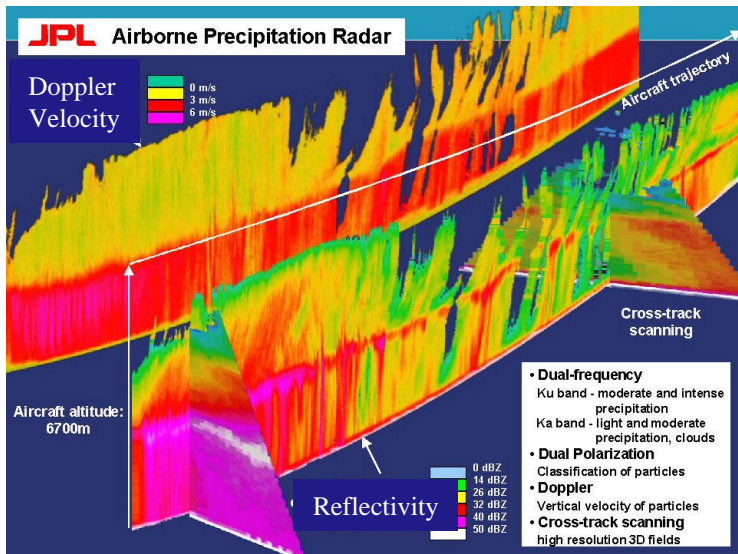 JPL Airborne Precipitation Radar
Doppler
Velocity
0 m/s
3 m/s
6 m/s
Aircraft trajectory
Cross-track
scanning
Aircraft altitude:
6700m
Reflectivity
0 dBZ
14 dBZ
26 dBZ
32 dBZ
40 dBZ
50 dBZ
• Dual-frequency
Ku band - moderate and intense
precipitation
Ka band - light and moderate
precipitation, clouds
• Dual Polarization
Classification of particles
• Doppler
Vertical velocity of particles
• Cross-track scanning
high resolution 3D fields